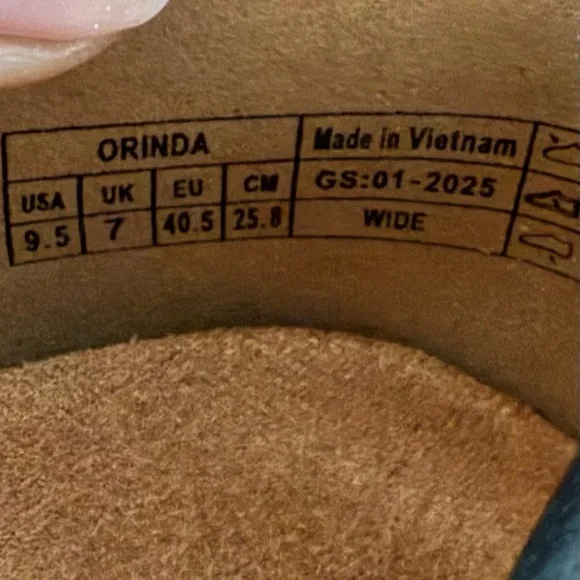 ORINDA
USA UK EU CM
9.5 7 40.5 25.8
Made in Vietnam
GS:01-2025
WIDE